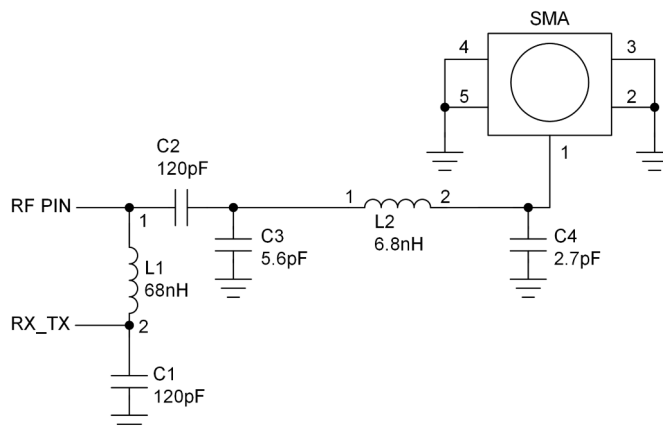 SMA
4
3
5
2
1
C2
120pF
RF PIN
1
1
2
L2
6.8nH
C3
5.6pF
C4
2.7pF
L1
68nH
RX_TX
2
C1
120pF